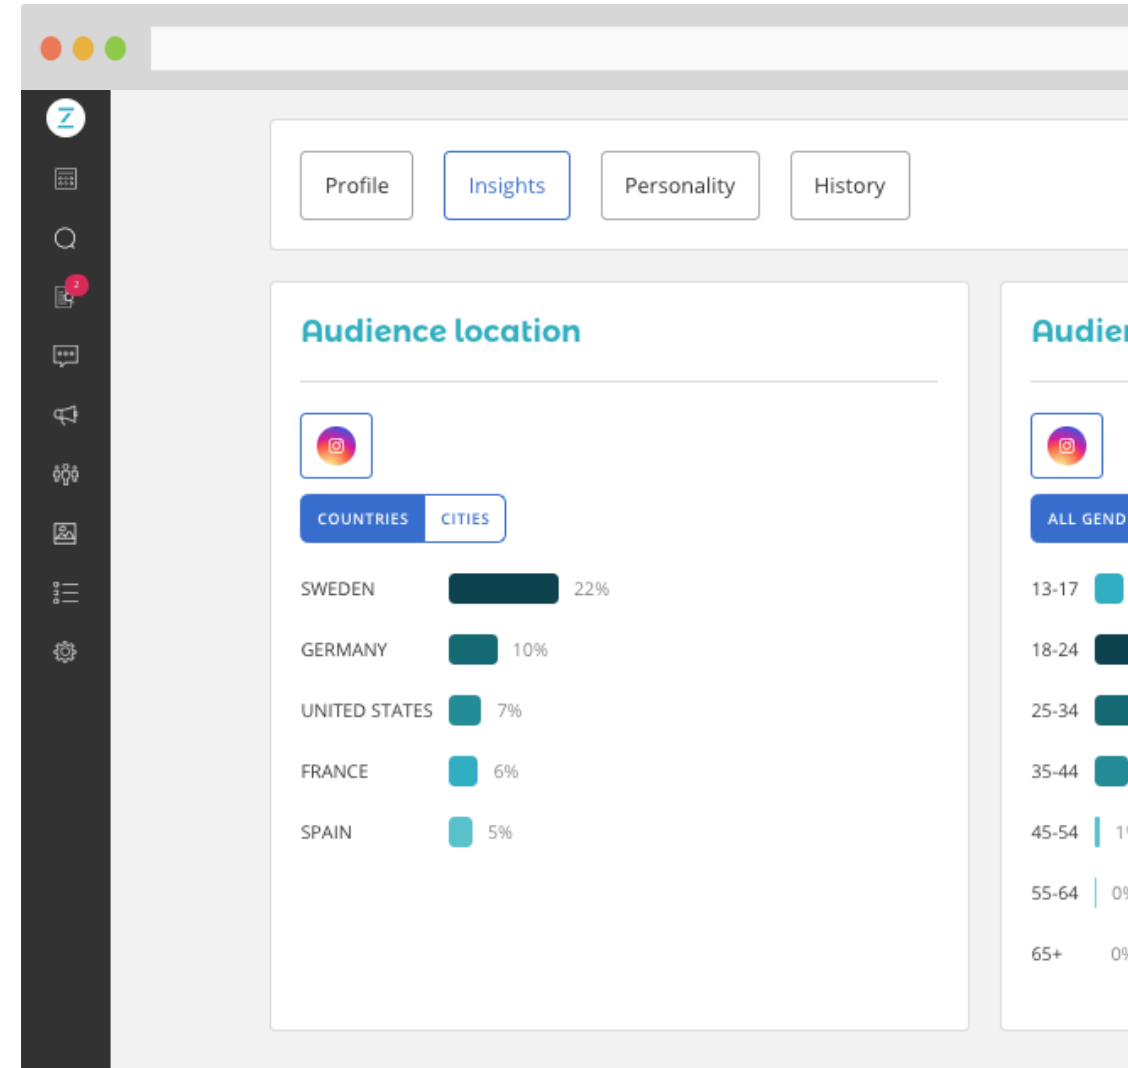 Z
2
Profile Insights Personality History
Audience location
COUNTRIES CITIES
SWEDEN 22%
GERMANY 10%
UNITED STATES 7%
FRANCE 6%
SPAIN 5%
ALL
13-17
18-24
25-34
35-44
45-54
55-64
65+